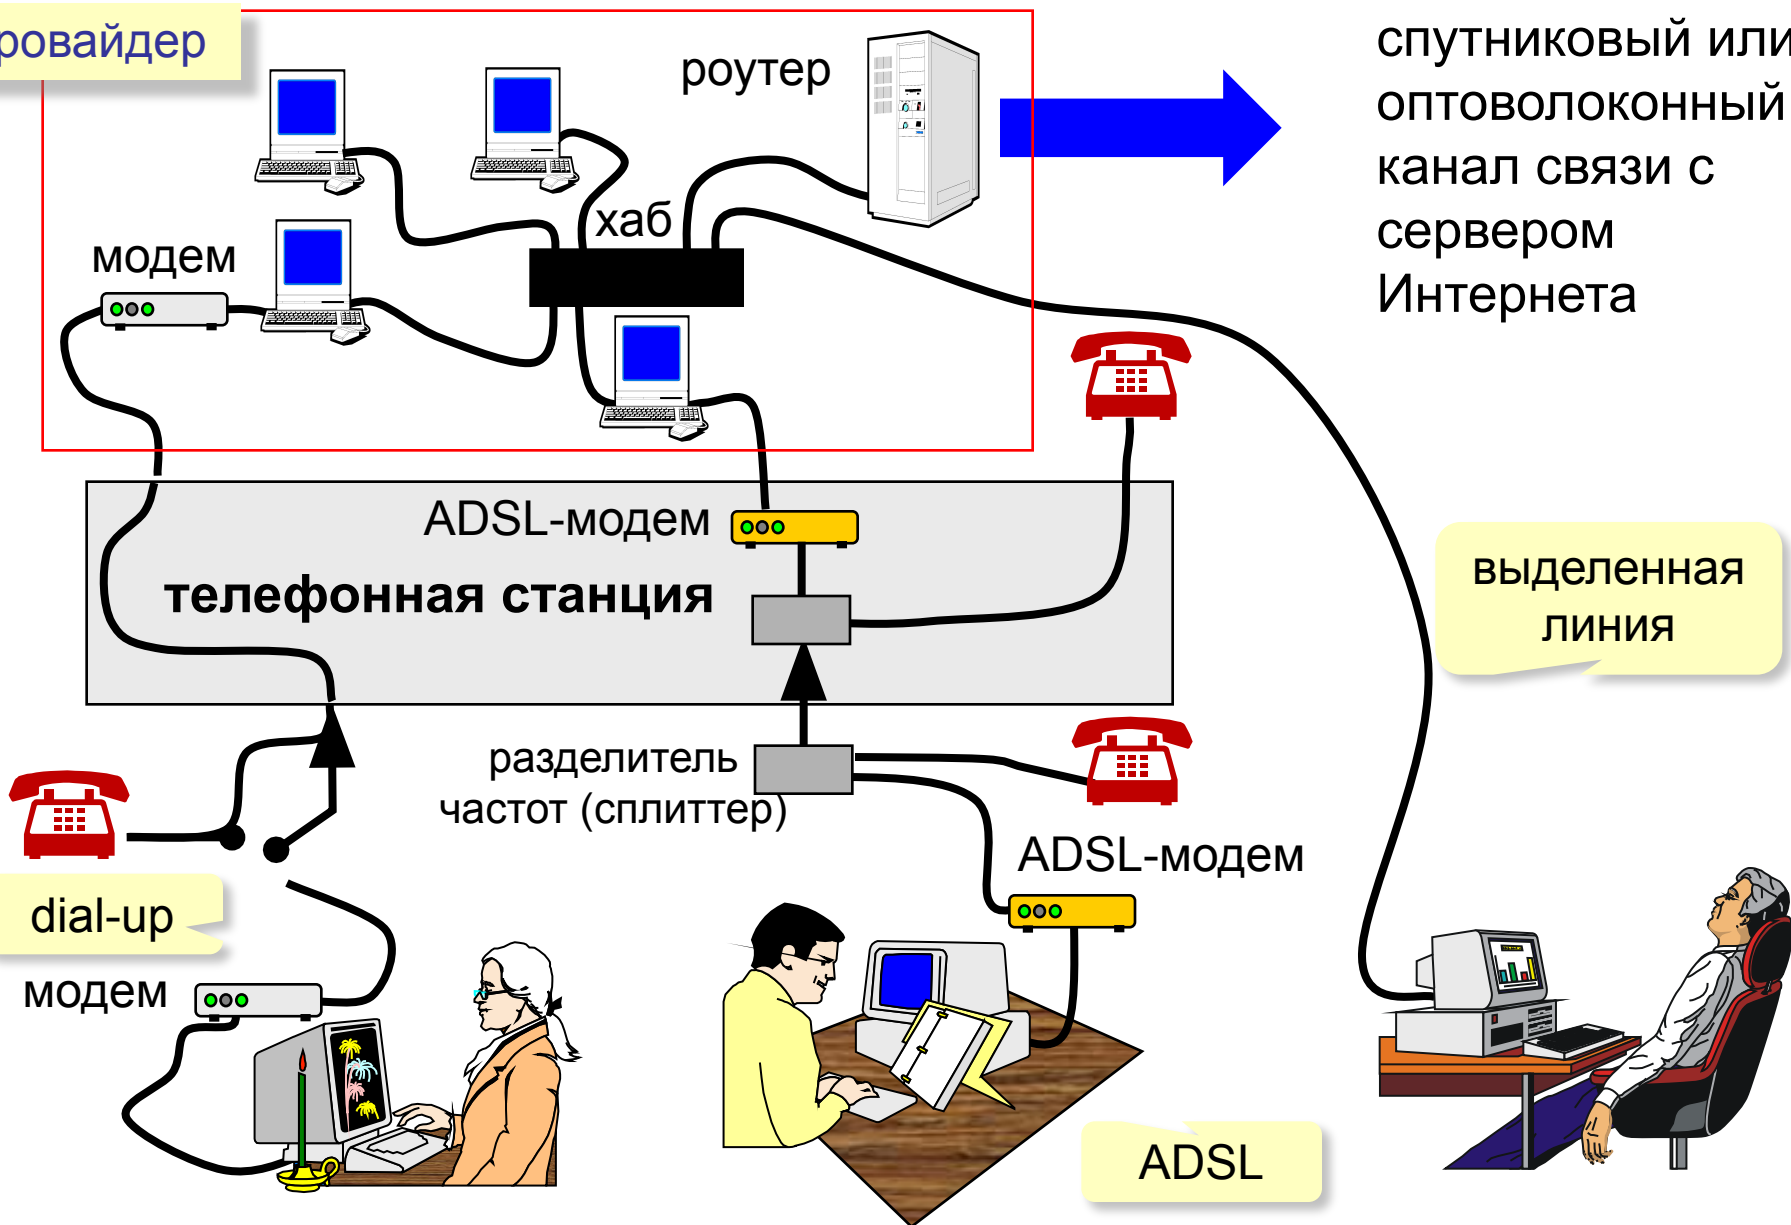 ровайдер
роутер
спутниковый или
оптоволоконный
канал связи с
сервером
Интернета
хаб
модем
ADSL-модем
телефонная станция
выделенная
линия
разделитель
частот (сплиттер)
ADSL-модем
dial-up
модем
ADSL